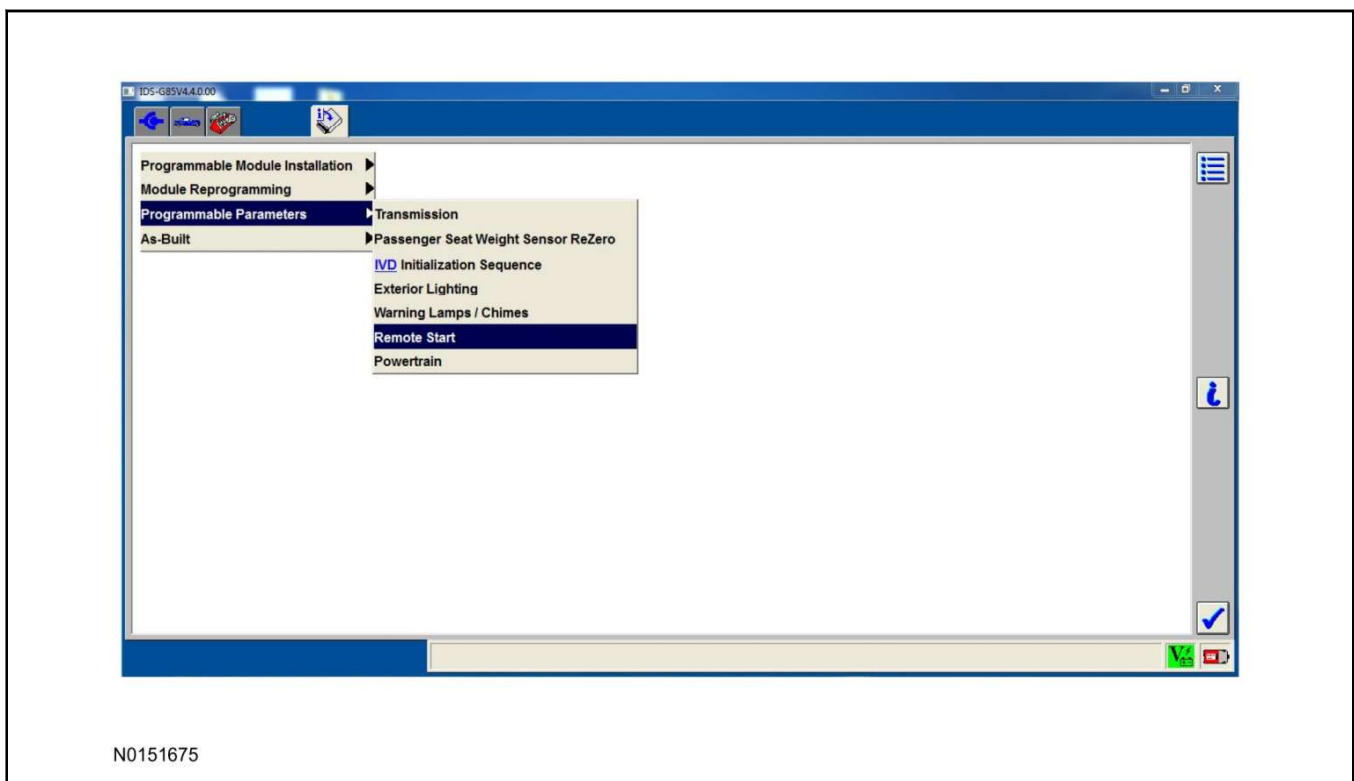 IDS-G85V4.4.0.00
Programmable Module Installation
Module Reprogramming
Programmable Parameters
As-Built
Transmission
Passenger Seat Weight Sensor ReZero
IVD Initialization Sequence
Exterior Lighting
Warning Lamps / Chimes
Remote Start
Powertrain
N0151675